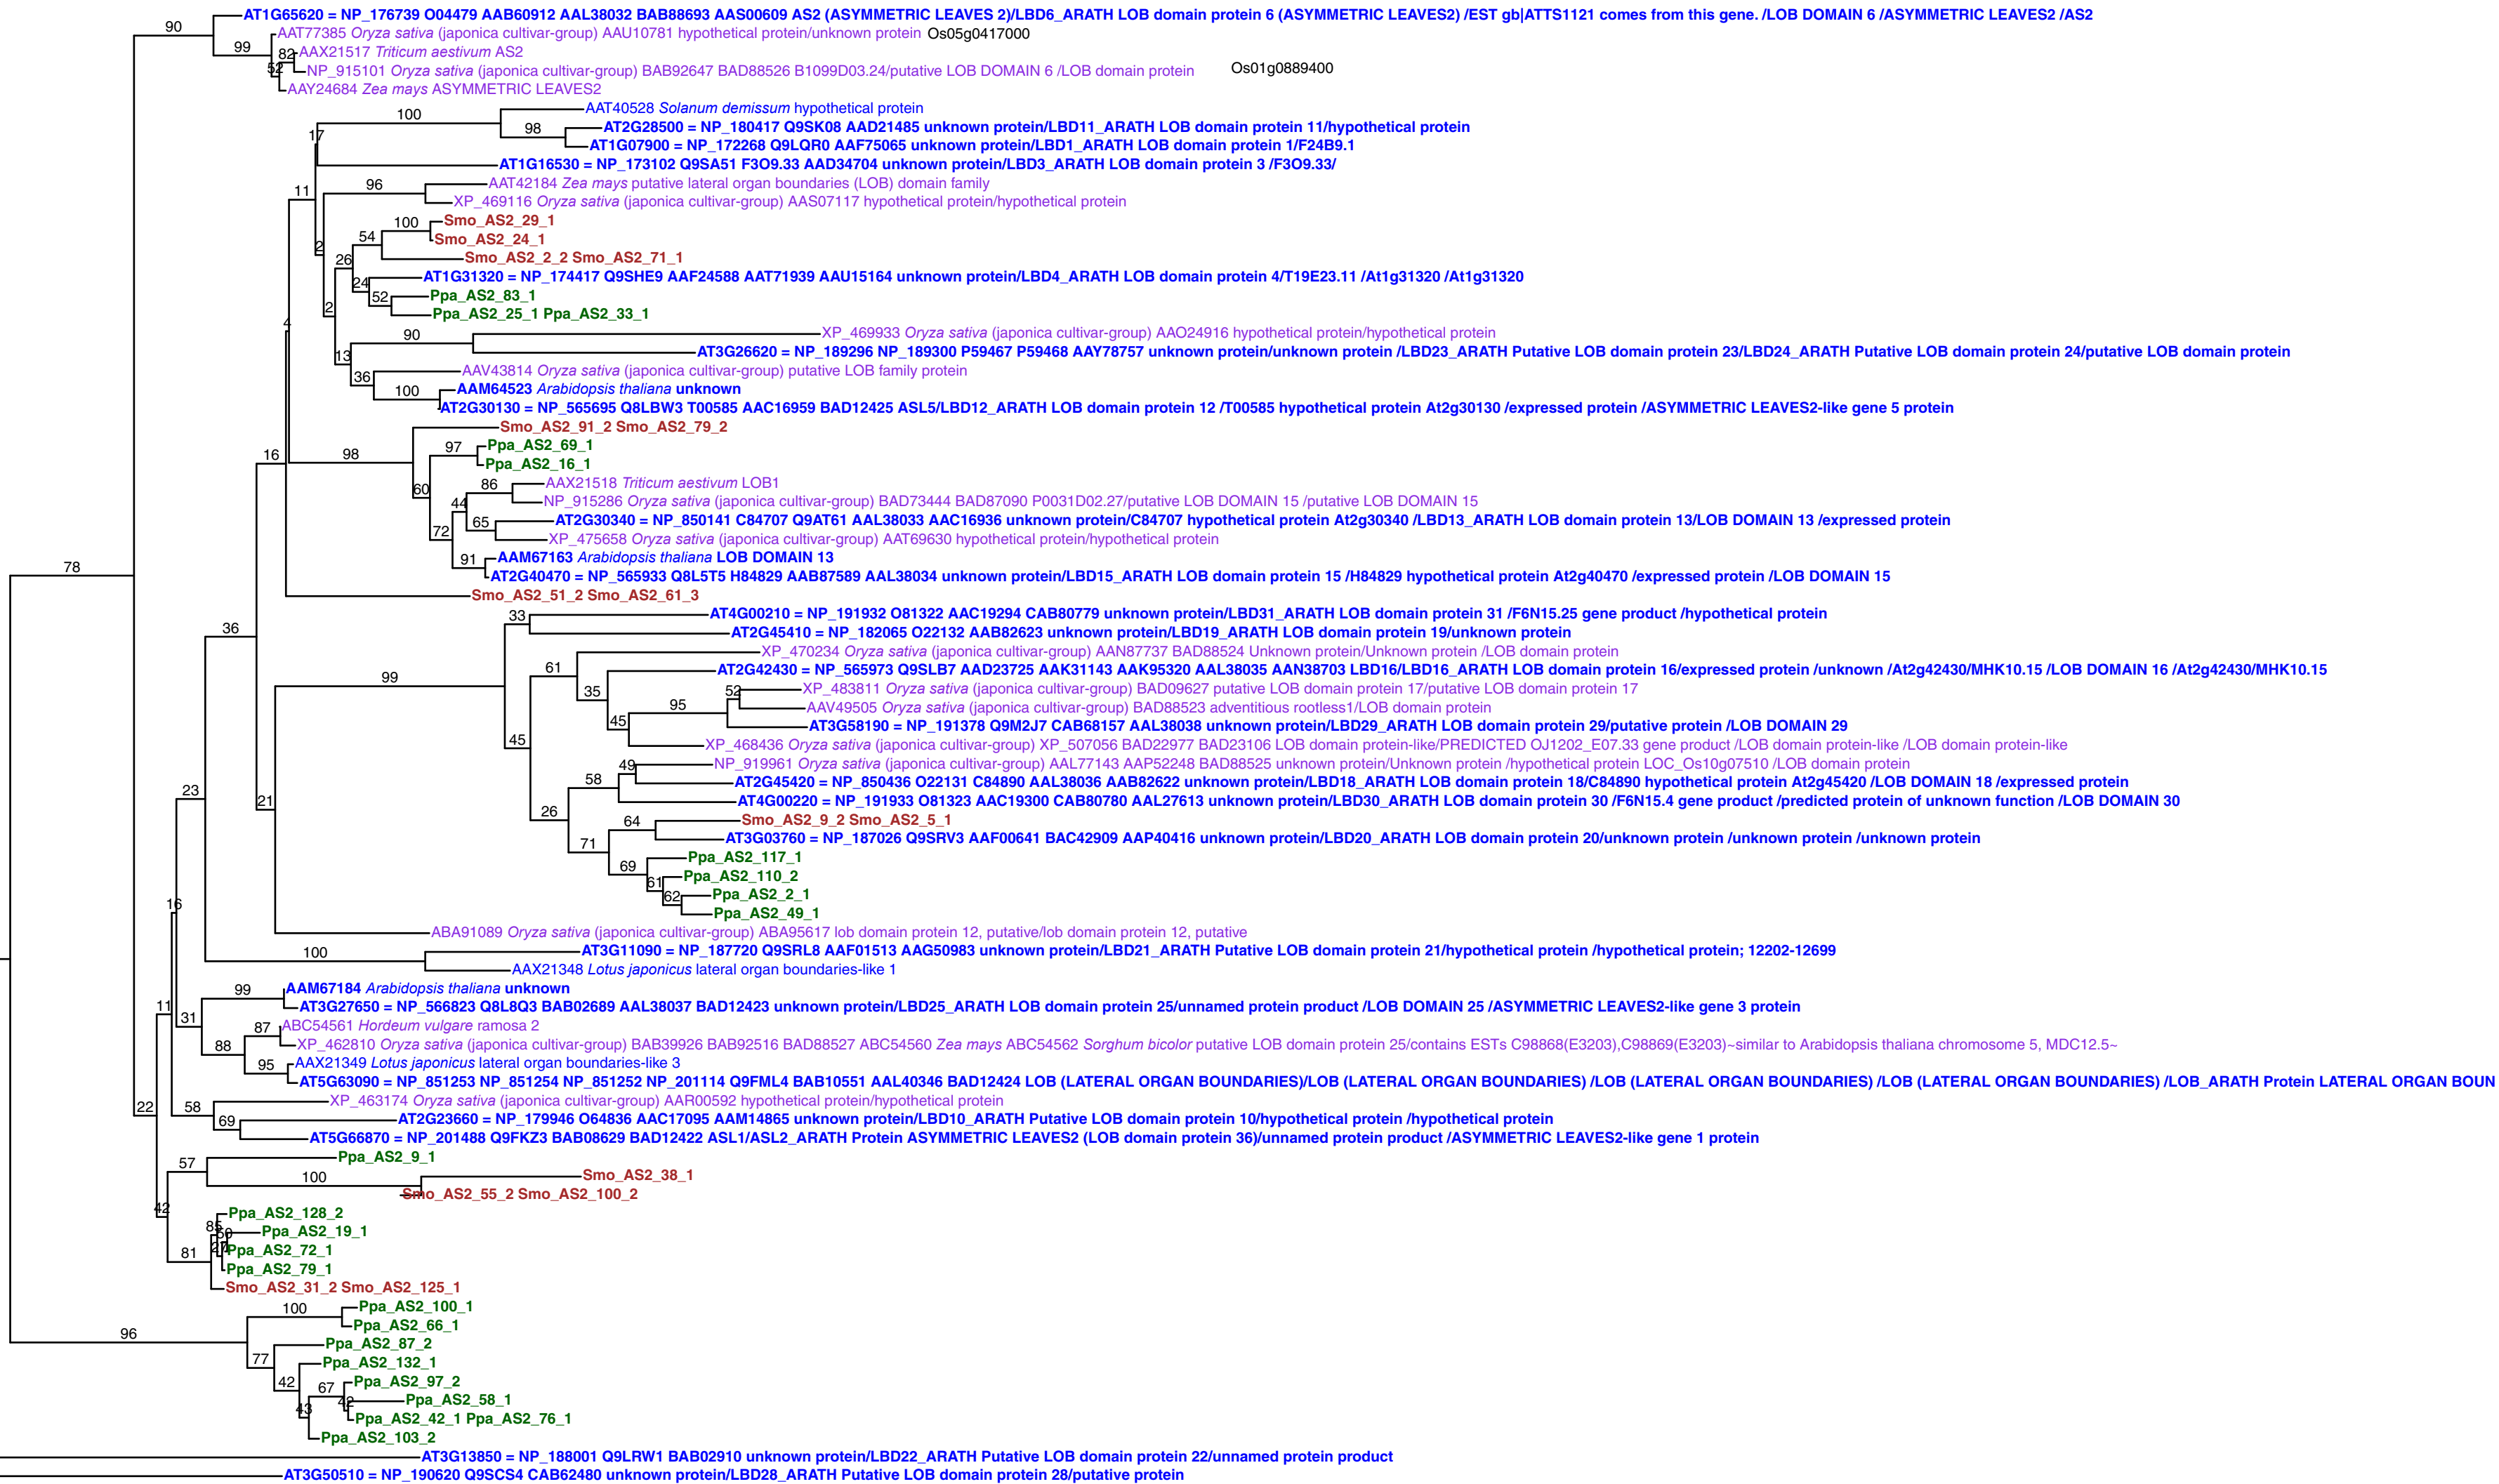 AT1G65620 = NP_176739 O04479 AAB60912 AAL38032 BAB88693 AAS00609 AS2 (ASYMMETRIC LEAVES 2)/LBD6_ARATH LOB domain protein 6 (ASYMMETRIC LEAVES2) /EST gb|ATTS1121 comes from this gene. /LOB DOMAIN 6 /ASYMMETRIC LEAVES2 /AS2
90
AAT77385 Oryza sativa (japonica cultivar-group) AAU10781 hypothetical protein/unknown protein Os05g0417000
99
82 AAX21517 Triticum aestivum AS2
52 NP_915101 Oryza sativa (japonica cultivar-group) BAB92647 BAD88526 B1099D03.24/putative LOB DOMAIN 6 /LOB domain protein Os01g0889400
AAY24684 Zea mays ASYMMETRIC LEAVES2
AAT40528 Solanum demissum hypothetical protein
100
98 AT2G28500 = NP_180417 Q9SK08 AAD21485 unknown protein/LBD11_ARATH LOB domain protein 11/hypothetical protein
17
AT1G07900 = NP_172268 Q9LQR0 AAF75065 unknown protein/LBD1_ARATH LOB domain protein 1/F24B9.1
AT1G16530 = NP_173102 Q9SA51 F3O9.33 AAD34704 unknown protein/LBD3_ARATH LOB domain protein 3 /F3O9.33/
11 96 AAT42184 Zea mays putative lateral organ boundaries (LOB) domain family
XP_469116 Oryza sativa (japonica cultivar-group) AAS07117 hypothetical protein/hypothetical protein
100 Smo_AS2_29_1
2 54 Smo_AS2_24_1
26 Smo_AS2_2_2 Smo_AS2_71_1
AT1G31320 = NP_174417 Q9SHE9 AAF24588 AAT71939 AAU15164 unknown protein/LBD4_ARATH LOB domain protein 4/T19E23.11 /At1g31320 /At1g31320
24
52 Ppa_AS2_83_1
2 Ppa_AS2_25_1 Ppa_AS2_33_1
4
90 XP_469933 Oryza sativa (japonica cultivar-group) AAO24916 hypothetical protein/hypothetical protein
13 AT3G26620 = NP_189296 NP_189300 P59467 P59468 AAY78757 unknown protein/unknown protein /LBD23_ARATH Putative LOB domain protein 23/LBD24_ARATH Putative LOB domain protein 24/putative LOB domain protein
36 AAV43814 Oryza sativa (japonica cultivar-group) putative LOB family protein
100 AAM64523 Arabidopsis thaliana unknown
AT2G30130 = NP_565695 Q8LBW3 T00585 AAC16959 BAD12425 ASL5/LBD12_ARATH LOB domain protein 12 /T00585 hypothetical protein At2g30130 /expressed protein /ASYMMETRIC LEAVES2-like gene 5 protein
Smo_AS2_91_2 Smo_AS2_79_2
16 98 97 Ppa_AS2_69_1
Ppa_AS2_16_1
60 86 AAX21518 Triticum aestivum LOB1
44 NP_915286 Oryza sativa (japonica cultivar-group) BAD73444 BAD87090 P0031D02.27/putative LOB DOMAIN 15 /putative LOB DOMAIN 15
65 AT2G30340 = NP_850141 C84707 Q9AT61 AAL38033 AAC16936 unknown protein/C84707 hypothetical protein At2g30340 /LBD13_ARATH LOB domain protein 13/LOB DOMAIN 13 /expressed protein
72 XP_475658 Oryza sativa (japonica cultivar-group) AAT69630 hypothetical protein/hypothetical protein
91 AAM67163 Arabidopsis thaliana LOB DOMAIN 13
78 AT2G40470 = NP_565933 Q8L5T5 H84829 AAB87589 AAL38034 unknown protein/LBD15_ARATH LOB domain protein 15 /H84829 hypothetical protein At2g40470 /expressed protein /LOB DOMAIN 15
Smo_AS2_51_2 Smo_AS2_61_3
33 AT4G00210 = NP_191932 O81322 AAC19294 CAB80779 unknown protein/LBD31_ARATH LOB domain protein 31 /F6N15.25 gene product /hypothetical protein
36 AT2G45410 = NP_182065 O22132 AAB82623 unknown protein/LBD19_ARATH LOB domain protein 19/unknown protein
XP_470234 Oryza sativa (japonica cultivar-group) AAN87737 BAD88524 Unknown protein/Unknown protein /LOB domain protein
99 61 AT2G42430 = NP_565973 Q9SLB7 AAD23725 AAK31143 AAK95320 AAL38035 AAN38703 LBD16/LBD16_ARATH LOB domain protein 16/expressed protein /unknown /At2g42430/MHK10.15 /LOB DOMAIN 16 /At2g42430/MHK10.15
35 52 XP_483811 Oryza sativa (japonica cultivar-group) BAD09627 putative LOB domain protein 17/putative LOB domain protein 17
95 AAV49505 Oryza sativa (japonica cultivar-group) BAD88523 adventitious rootless1/LOB domain protein
45 AT3G58190 = NP_191378 Q9M2J7 CAB68157 AAL38038 unknown protein/LBD29_ARATH LOB domain protein 29/putative protein /LOB DOMAIN 29
45 XP_468436 Oryza sativa (japonica cultivar-group) XP_507056 BAD22977 BAD23106 LOB domain protein-like/PREDICTED OJ1202_E07.33 gene product /LOB domain protein-like /LOB domain protein-like
49 NP_919961 Oryza sativa (japonica cultivar-group) AAL77143 AAP52248 BAD88525 unknown protein/Unknown protein /hypothetical protein LOC_Os10g07510 /LOB domain protein
58 AT2G45420 = NP_850436 O22131 C84890 AAL38036 AAB82622 unknown protein/LBD18_ARATH LOB domain protein 18/C84890 hypothetical protein At2g45420 /LOB DOMAIN 18 /expressed protein
23 21 AT4G00220 = NP_191933 O81323 AAC19300 CAB80780 AAL27613 unknown protein/LBD30_ARATH LOB domain protein 30 /F6N15.4 gene product /predicted protein of unknown function /LOB DOMAIN 30
26 64 Smo_AS2_9_2 Smo_AS2_5_1
71 AT3G03760 = NP_187026 Q9SRV3 AAF00641 BAC42909 AAP40416 unknown protein/LBD20_ARATH LOB domain protein 20/unknown protein /unknown protein /unknown protein
69 Ppa_AS2_117_1
61 Ppa_AS2_110_2
62 Ppa_AS2_2_1
16 Ppa_AS2_49_1
ABA91089 Oryza sativa (japonica cultivar-group) ABA95617 lob domain protein 12, putative/lob domain protein 12, putative
100 AT3G11090 = NP_187720 Q9SRL8 AAF01513 AAG50983 unknown protein/LBD21_ARATH Putative LOB domain protein 21/hypothetical protein /hypothetical protein; 12202-12699
AAX21348 Lotus japonicus lateral organ boundaries-like 1
99 AAM67184 Arabidopsis thaliana unknown
11 31 AT3G27650 = NP_566823 Q8L8Q3 BAB02689 AAL38037 BAD12423 unknown protein/LBD25_ARATH LOB domain protein 25/unnamed protein product /LOB DOMAIN 25 /ASYMMETRIC LEAVES2-like gene 3 protein
87 ABC54561 Hordeum vulgare ramosa 2
88 XP_462810 Oryza sativa (japonica cultivar-group) BAB39926 BAB92516 BAD88527 ABC54560 Zea mays ABC54562 Sorghum bicolor putative LOB domain protein 25/contains ESTs C98868(E3203),C98869(E3203)~similar to Arabidopsis thaliana chromosome 5, MDC12.5~
95 AAX21349 Lotus japonicus lateral organ boundaries-like 3
AT5G63090 = NP_851253 NP_851254 NP_851252 NP_201114 Q9FML4 BAB10551 AAL40346 BAD12424 LOB (LATERAL ORGAN BOUNDARIES)/LOB (LATERAL ORGAN BOUNDARIES) /LOB (LATERAL ORGAN BOUNDARIES) /LOB (LATERAL ORGAN BOUNDARIES) /LOB_ARATH Protein LATERAL ORGAN BOUN
22 58 XP_463174 Oryza sativa (japonica cultivar-group) AAR00592 hypothetical protein/hypothetical protein
69 AT2G23660 = NP_179946 O64836 AAC17095 AAM14865 unknown protein/LBD10_ARATH Putative LOB domain protein 10/hypothetical protein /hypothetical protein
AT5G66870 = NP_201488 Q9FKZ3 BAB08629 BAD12422 ASL1/ASL2_ARATH Protein ASYMMETRIC LEAVES2 (LOB domain protein 36)/unnamed protein product /ASYMMETRIC LEAVES2-like gene 1 protein
57 Ppa_AS2_9_1
100 Smo_AS2_38_1
Smo_AS2_55_2 Smo_AS2_100_2
42 Ppa_AS2_128_2
85 50 Ppa_AS2_19_1
81 Ppa_AS2_72_1
Ppa_AS2_79_1
Smo_AS2_31_2 Smo_AS2_125_1
100 Ppa_AS2_100_1
Ppa_AS2_66_1
96 Ppa_AS2_87_2
77 Ppa_AS2_132_1
42 67 Ppa_AS2_97_2
42 Ppa_AS2_58_1
43 Ppa_AS2_42_1 Ppa_AS2_76_1
Ppa_AS2_103_2
AT3G13850 = NP_188001 Q9LRW1 BAB02910 unknown protein/LBD22_ARATH Putative LOB domain protein 22/unnamed protein product
AT3G50510 = NP_190620 Q9SCS4 CAB62480 unknown protein/LBD28_ARATH Putative LOB domain protein 28/putative protein